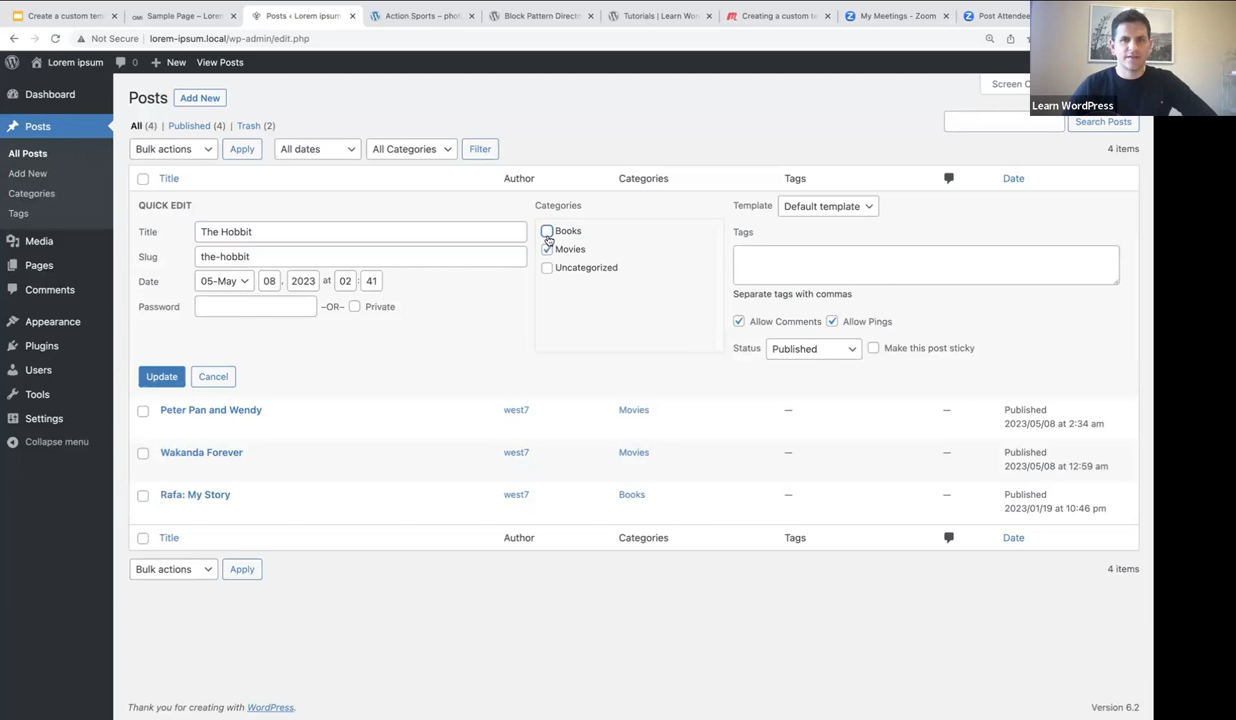 Create a custom tem
Sample Page – Loren
Posts ‹ Lorem ipsum
Action Sports – phot
Block Pattern Direct
Tutorials | Learn Wor
Creating a custom te
My Meetings - Zoom
Post Attendee
Not Secure
lorem-ipsum.local/wp-admin/edit.php
Lorem ipsum
0
New
View Posts
Learn WordPress
Dashboard
Posts
All Posts
Add New
Categories
Tags
Media
Pages
Comments
Appearance
Plugins
Users
Tools
Settings
Collapse menu
Posts Add New
Screen O
All (4) | Published (4) | Trash (2)
Search Posts
Bulk actions Apply All dates All Categories Filter
4 items
Title Author Categories Tags Date
QUICK EDIT
Title The Hobbit
Slug the-hobbit
Date 05-May 08 , 2023 at 02 : 41
Password –OR– Private
Categories
Books
Movies
Uncategorized
Template Default template
Tags
Separate tags with commas
Allow Comments Allow Pings
Status Published Make this post sticky
Update Cancel
Peter Pan and Wendy west7 Movies — — Published
2023/05/08 at 2:34 am
Wakanda Forever west7 Movies — — Published
2023/05/08 at 12:59 am
Rafa: My Story west7 Books — — Published
2023/01/19 at 10:46 pm
Title Author Categories Tags Date
Bulk actions Apply
4 items
Thank you for creating with WordPress.
Version 6.2